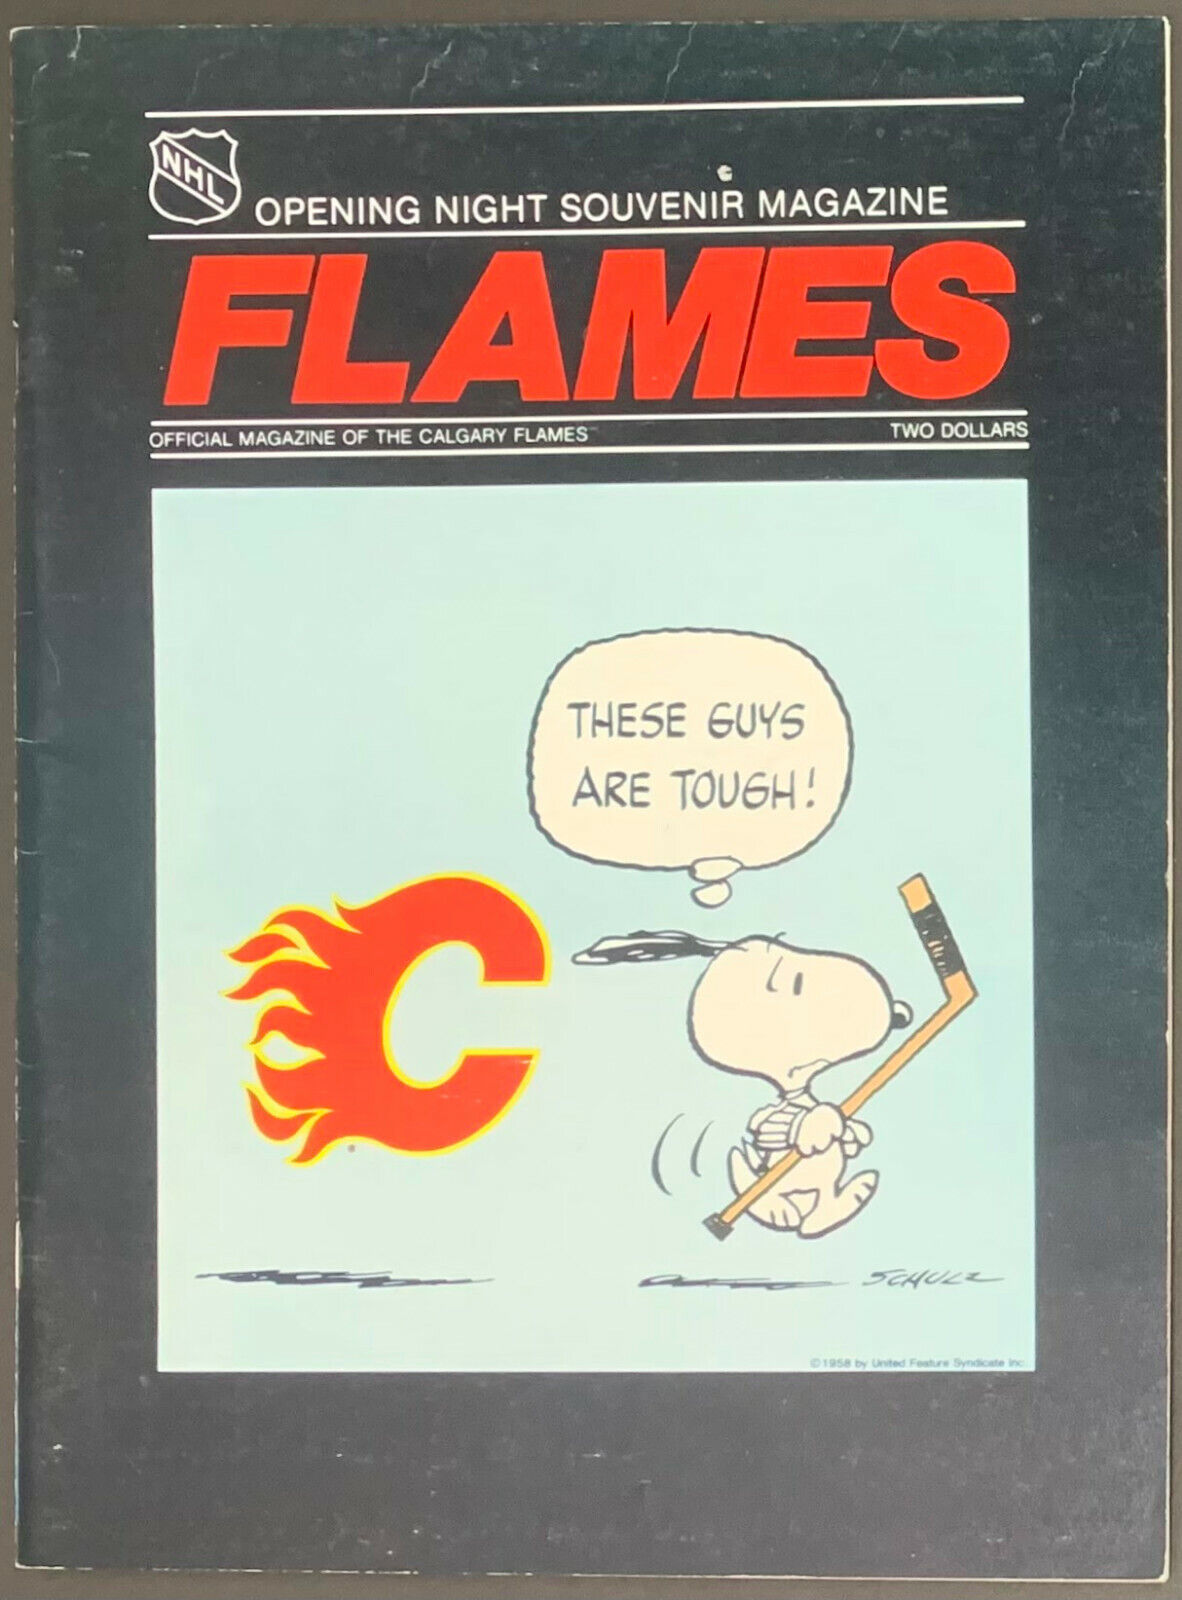 NHL
OPENING NIGHT SOUVENIR MAGAZINE
FLAMES
OFFICIAL MAGAZINE OF THE CALGARY FLAMES
TWO DOLLARS
THESE GUYS
ARE TOUGH!
C
SCHULZ
©1958 by United Feature Syndicate Inc.